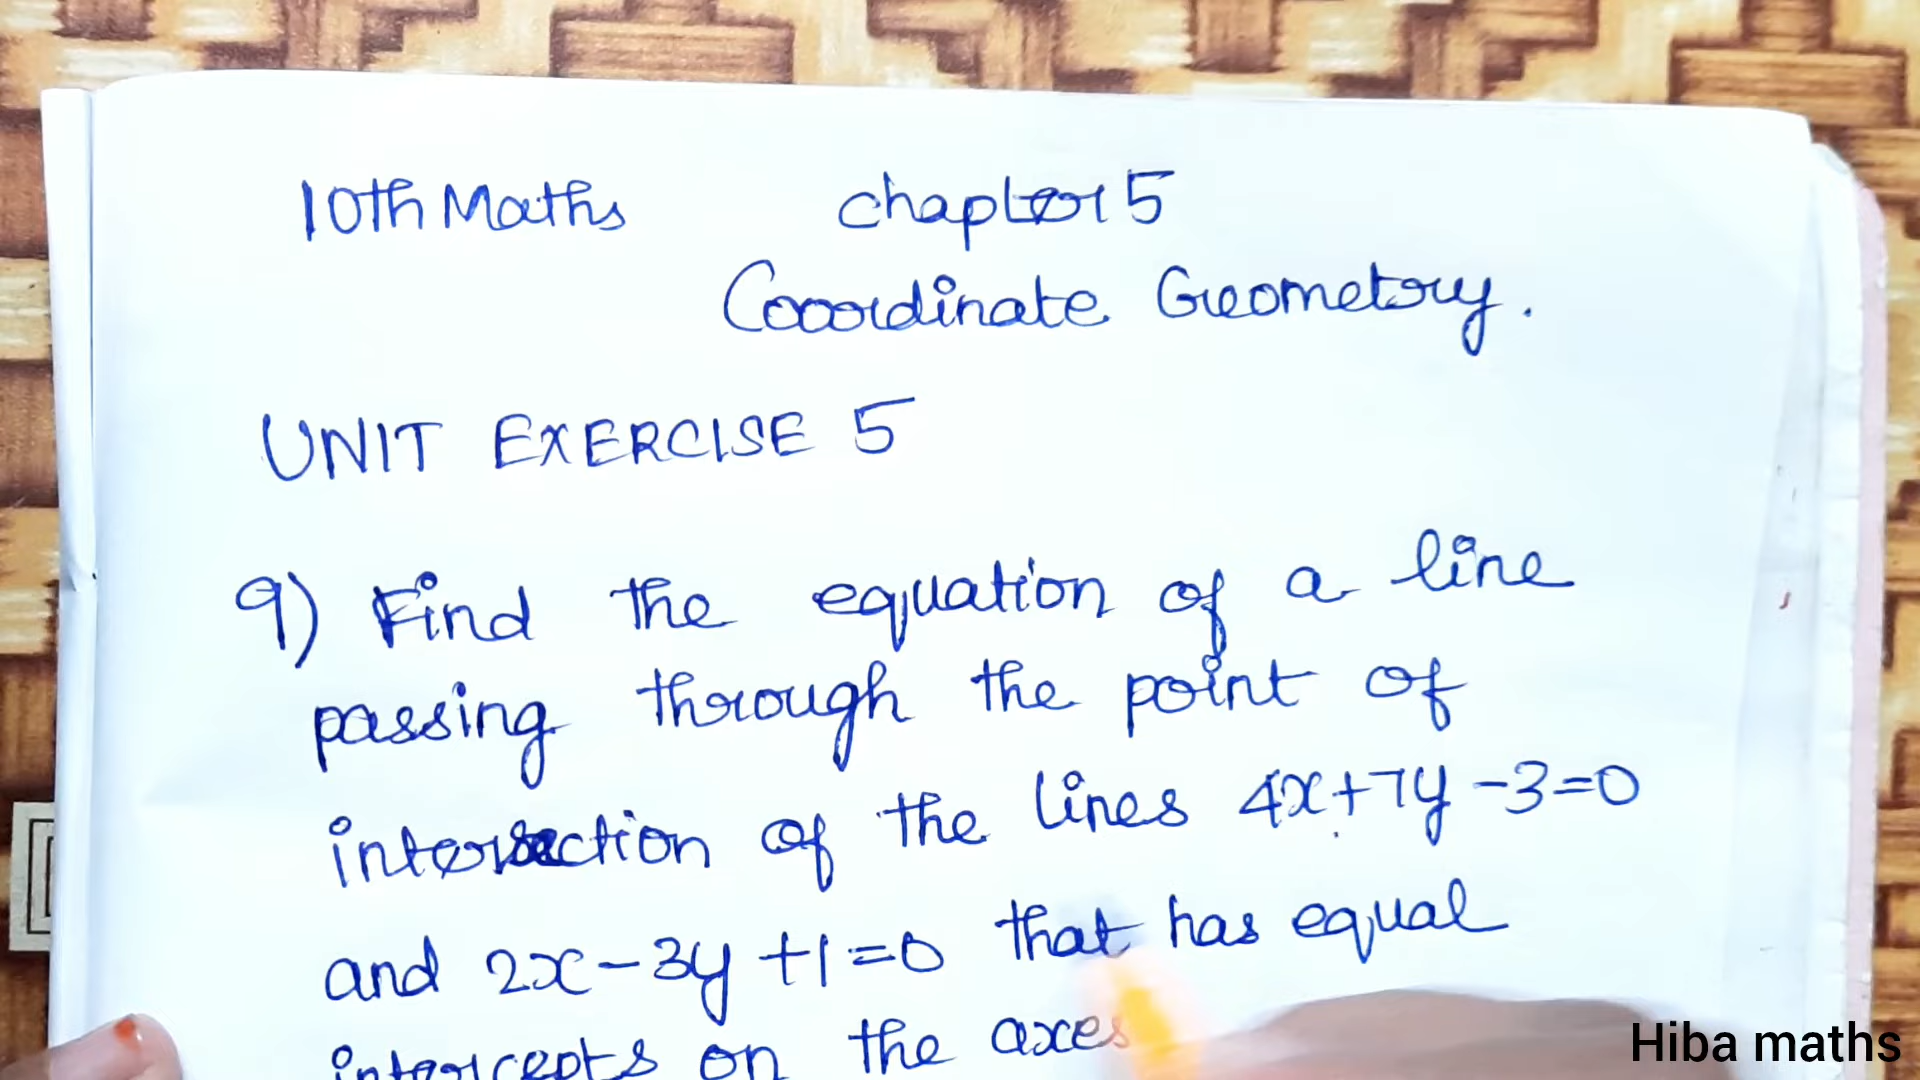 10th Maths chapter 5
Cooordinate Geometry.
UNIT EXERCISE 5
9) Find the equation of a line
passing through the point of
intersection of the lines 4x+7y-3=0
and 2x-3y+1=0 that has equal
intercepts on the axes
Hiba maths